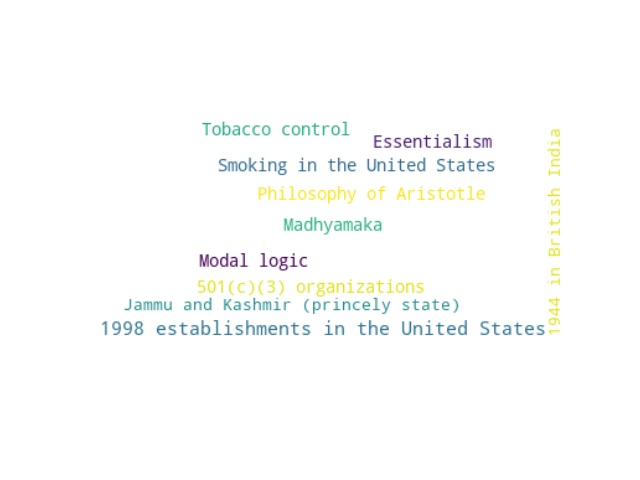 Tobacco control
Essentialism
Smoking in the United States
Philosophy of Aristotle
Madhyamaka
Modal logic
501(c)(3) organizations
Jammu and Kashmir (princely state)
1998 establishments in the United States
1944 in British India